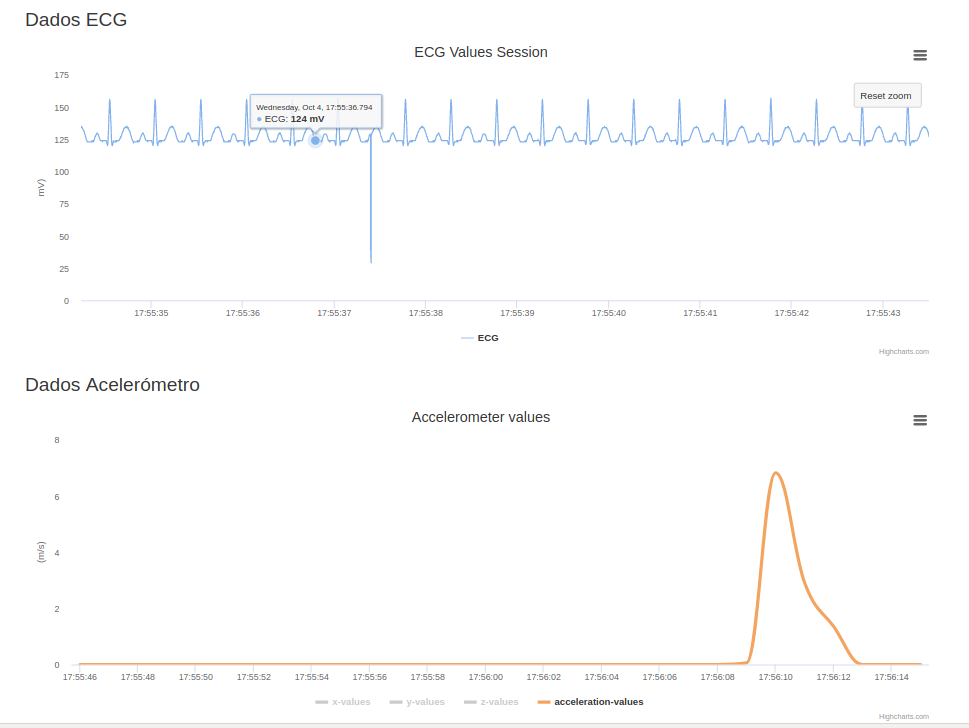 Dados ECG
ECG Values Session
175
150
125
100
75
50
25
0
mV)
Reset zoom
Wednesday, Oct 4, 17:55:36.794
ECG: 124 mV
17:55:35 17:55:36 17:55:37 17:55:38 17:55:39 17:55:40 17:55:41 17:55:42 17:55:43
ECG
Highcharts.com
Dados Acelerómetro
Accelerometer values
8
6
4
2
0
(m/s)
17:55:46 17:55:48 17:55:50 17:55:52 17:55:54 17:55:56 17:55:58 17:56:00 17:56:02 17:56:04 17:56:06 17:56:08 17:56:10 17:56:12 17:56:14
x-values y-values z-values acceleration-values
Highcharts.com